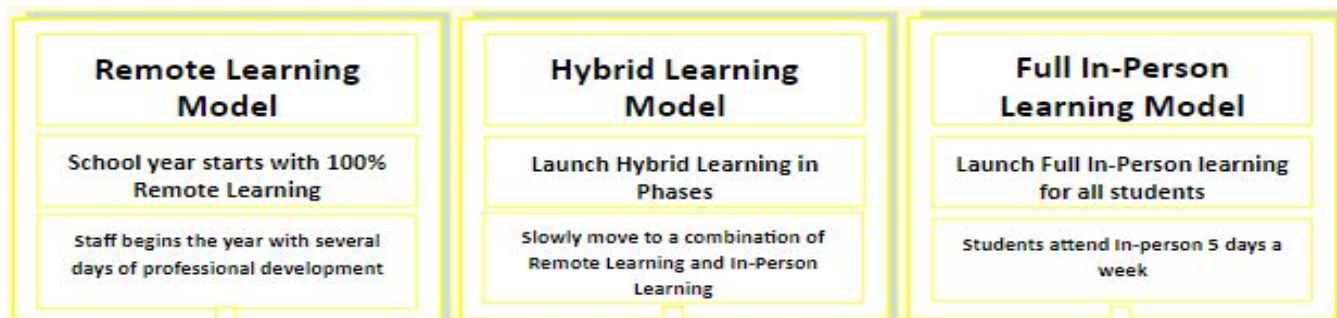 Remote Learning
Model
School year starts with 100%
Remote Learning
Staff begins the year with several
days of professional development
Hybrid Learning
Model
Launch Hybrid Learning in
Phases
Slowly move to a combination of
Remote Learning and In-Person
Learning
Full In-Person
Learning Model
Launch Full In-Person learning
for all students
Students attend In-person 5 days a
week